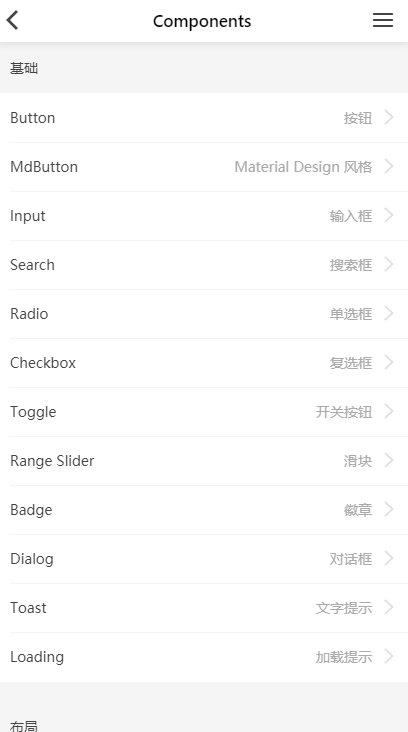 Components
基础
Button 按钮
MdButton Material Design 风格
Input 输入框
Search 搜索框
Radio 单选框
Checkbox 复选框
Toggle 开关按钮
Range Slider 滑块
Badge 徽章
Dialog 对话框
Toast 文字提示
Loading 加载提示
布局